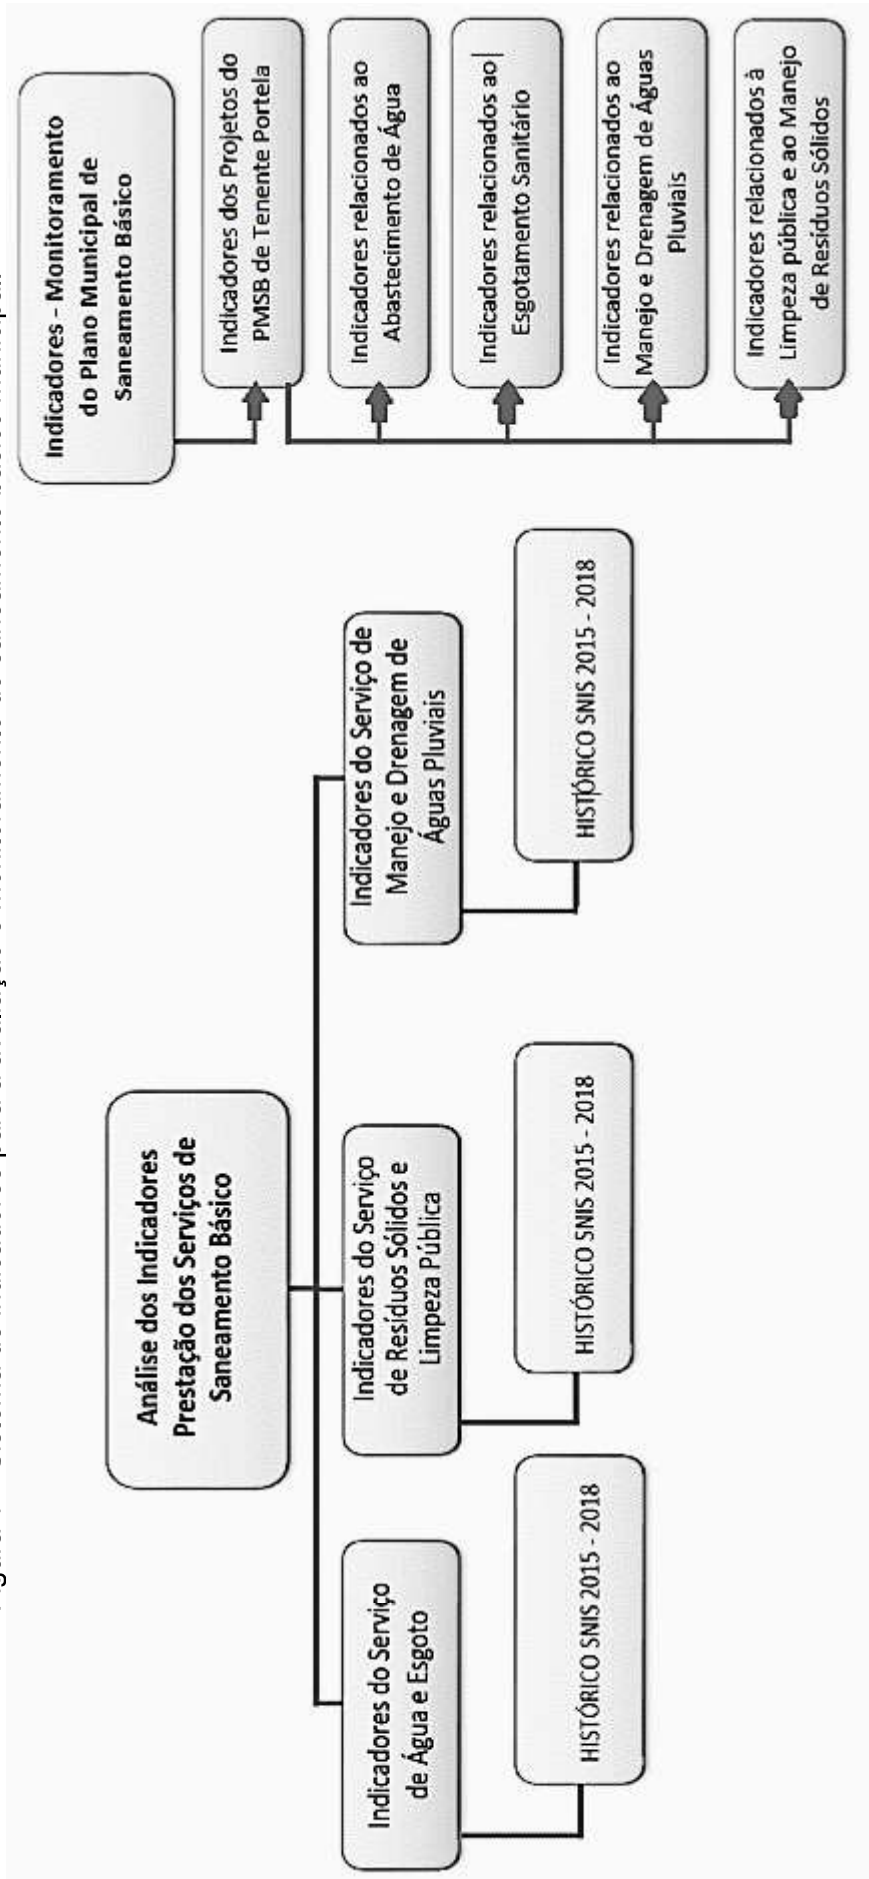 Análise dos Indicadores
Prestação dos Serviços de
Saneamento Básico
Indicadores do Serviço
de Água e Esgoto
HISTÓRICO SNIS 2015 - 2018
Indicadores do Serviço
de Resíduos Sólidos e
Limpeza Pública
HISTÓRICO SNIS 2015 - 2018
Indicadores do Serviço de
Manejo e Drenagem de
Águas Pluviais
HISTÓRICO SNIS 2015 - 2018
Indicadores - Monitoramento
do Plano Municipal de
Saneamento Básico
Indicadores dos Projetos do
PMSB de Tenente Portela
Indicadores relacionados ao
Abastecimento de Água
Indicadores relacionados ao
Esgotamento Sanitário
Indicadores relacionados ao
Manejo e Drenagem de Águas
Pluviais
Indicadores relacionados à
Limpeza pública e ao Manejo
de Resíduos Sólidos